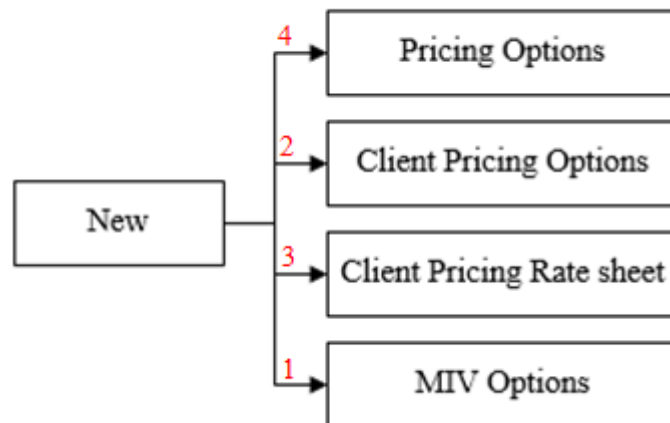 4
Pricing Options
2
Client Pricing Options
New
3
Client Pricing Rate sheet
1
MIV Options